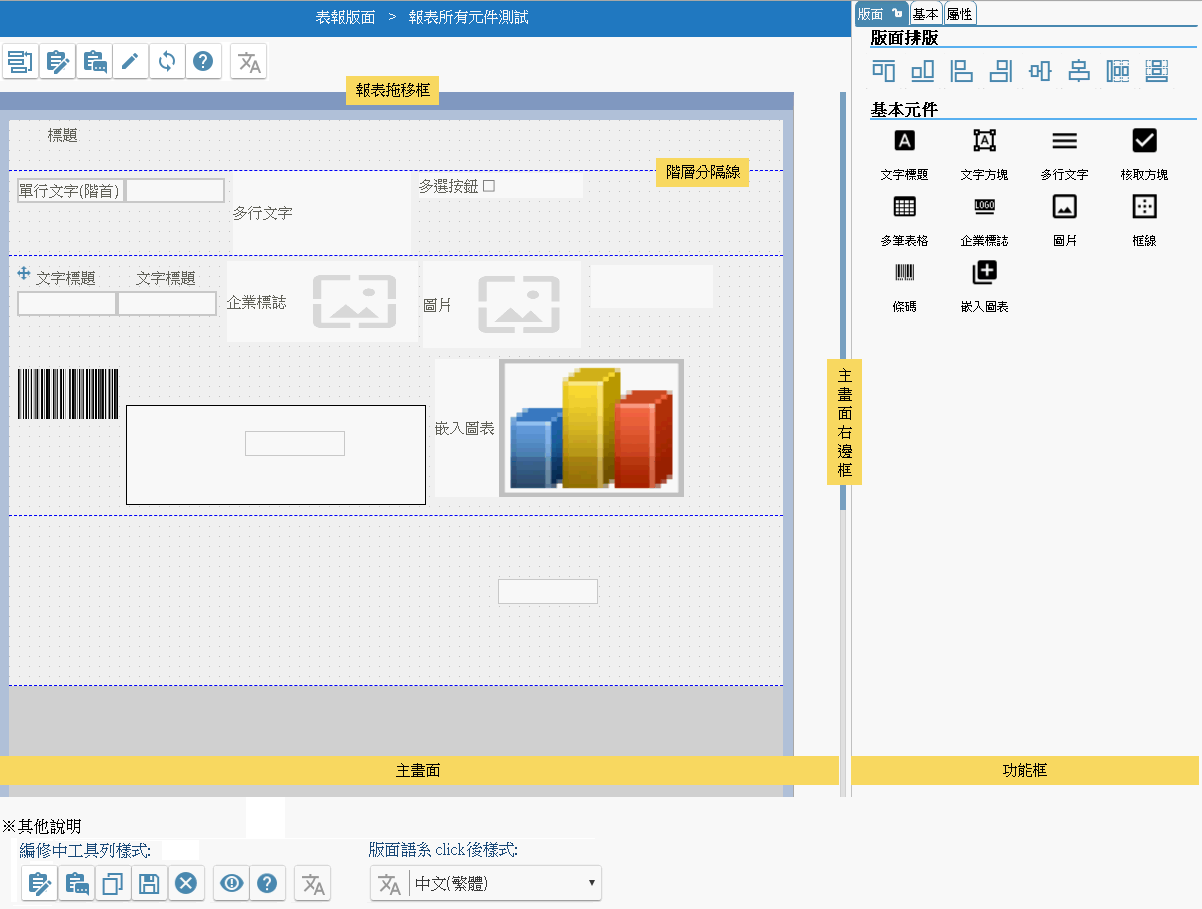 表報版面 > 報表所有元件測試
版面 基本 屬性
版面排版
報表拖移框
標題
階層分隔線
單行文字(階首)
多行文字
多選按鈕
文字標題 文字標題
企業標誌
圖片
嵌入圖表
基本元件
A A
文字標題 文字方塊 多行文字 核取方塊
LOGO
多筆表格 企業標誌 圖片 框線
條碼 嵌入圖表
主畫面右邊框
主畫面
功能框
※其他說明
編修中工具列樣式:
版面語系 click後樣式:
中文(繁體)